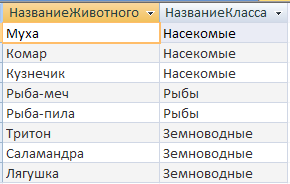 НазваниеЖивотного НазваниеКласса
Муха Насекомые
Комар Насекомые
Кузнечик Насекомые
Рыба-меч Рыбы
Рыба-пила Рыбы
Тритон Земноводные
Саламандра Земноводные
Лягушка Земноводные